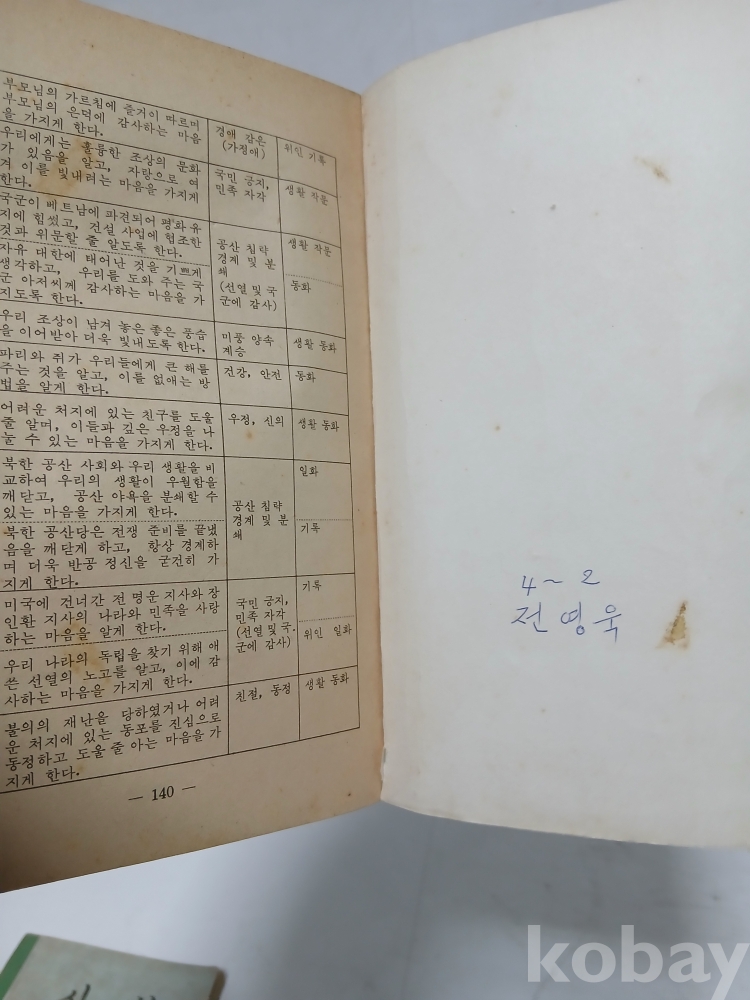 부모님의 가르침에 즐거이 따르며
부모님의 은덕에 감사하는 마음
을 가지게 한다.
경애 감은
(가정애)
위인 기록
우리에게는 훌륭한 조상의 문화
가 있음을 알고, 자랑으로 여
겨 이를 빛내려는 마음을 가지게
한다.
국민 긍지,
민족 자각
생활 작문
국군이 베트남에 파견되어 평화 유
지에 힘썼고, 건설 사업에 협조한
것과 위문할 줄 알도록 한다.
자유 대한에 태어난 것을 기쁘게
생각하고, 우리를 도와 주는 국
군 아저씨께 감사하는 마음을 가
지도록 한다.
공산 침략
경계 및 분
쇄
(선열 및 국
군에 감사)
생활 작문
동화
우리 조상이 남겨 놓은 좋은 풍습
을 이어받아 더욱 빛내도록 한다.
미풍 양속
계승
생활 동화
파리와 쥐가 우리들에게 큰 해를
주는 것을 알고, 이를 없애는 방
법을 알게 한다.
건강, 안전
동화
어려운 처지에 있는 친구를 도울
줄 알며, 이들과 깊은 우정을 나
눌 수 있는 마음을 가지게 한다.
우정, 신의
생활 동화
북한 공산 사회와 우리 생활을 비
교하여 우리의 생활이 우월함을
깨닫고, 공산 야욕을 분쇄할 수
있는 마음을 가지게 한다.
북한 공산당은 전쟁 준비를 끝냈
음을 깨닫게 하고, 항상 경계하
며 더욱 반공 정신을 굳건히 가
지게 한다.
공산 침략
경계 및 분
쇄
일화
기록
미국에 건너간 전 명운 지사와 장
인환 지사의 나라와 민족을 사랑
하는 마음을 알게 한다.
우리 나라의 독립을 찾기 위해 애
쓴 선열의 노고를 알고, 이에 감
사하는 마음을 가지게 한다.
국민 긍지,
민족 자각
(선열 및 국
군에 감사)
기록
위인 일화
불의의 재난을 당하였거나 어려
운 처지에 있는 동포를 진심으로
동정하고 도울 줄 아는 마음을 가
지게 한다.
친절, 동정
생활 동화
— 140 —
4~2
전영욱
kobay